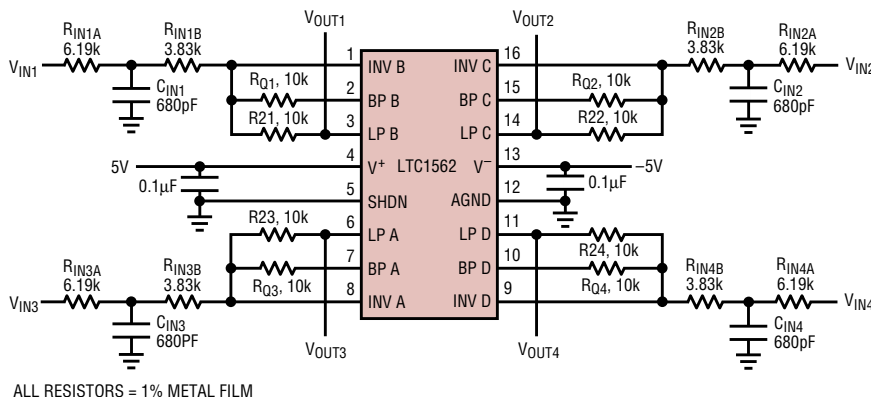 VOUT1
VOUT2
RIN1A
6.19k
RIN1B
3.83k
RIN2B
3.83k
RIN2A
6.19k
VIN1
VIN2
1
INV B
INV C
16
CIN1
680pF
RQ1, 10k
2
BP B
BP C
15
RQ2, 10k
CIN2
680pF
R21, 10k
3
LP B
LP C
14
R22, 10k
5V
4
V+
LTC1562
V−
13
−5V
0.1µF
5
SHDN
AGND
12
0.1µF
R23, 10k
6
LP A
LP D
11
R24, 10k
RIN3A
6.19k
RIN3B
3.83k
7
BP A
BP D
10
RIN4B
3.83k
RIN4A
6.19k
RQ3, 10k
8
INV A
INV D
9
RQ4, 10k
VIN3
VIN4
CIN3
680PF
CIN4
680pF
VOUT3
VOUT4
ALL RESISTORS = 1% METAL FILM